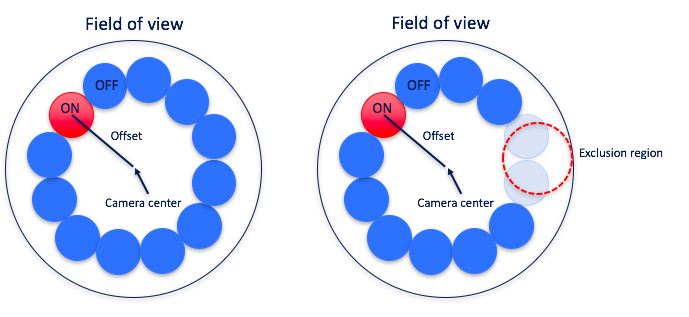 Field of view
OFF
ON
Offset
Camera center
Field of view
OFF
ON
Offset
Exclusion region
Camera center